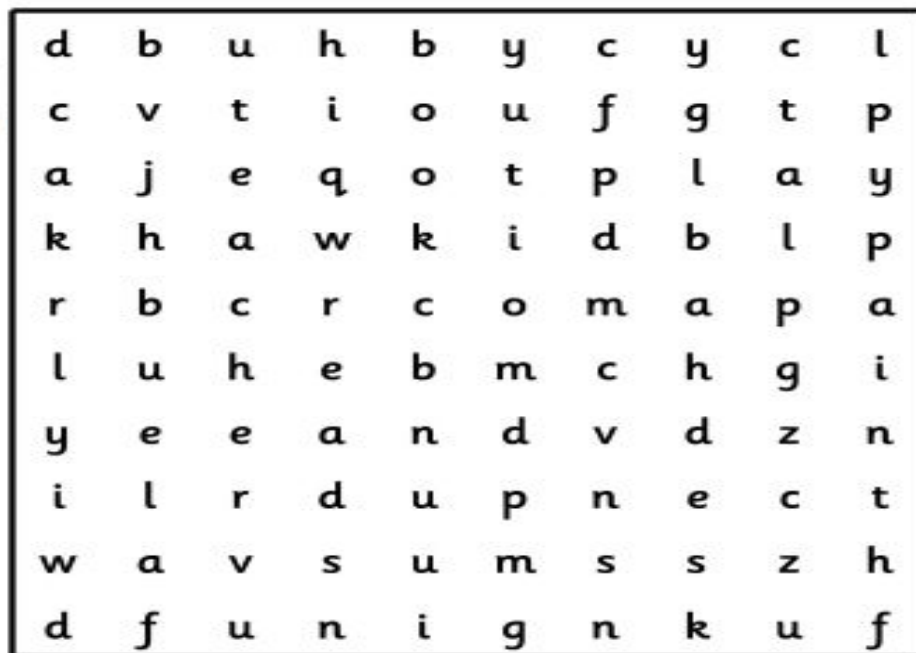 d b u h b y c y c l
c v t i o u f g t p
a j e q o t p l a y
k h a w k i d b l p
r b c r c o m a p a
l u h e b m c h g i
y e e a n d v d z n
i l r d u p n e c t
w a v s u m s s z h
d f u n i g n k u f